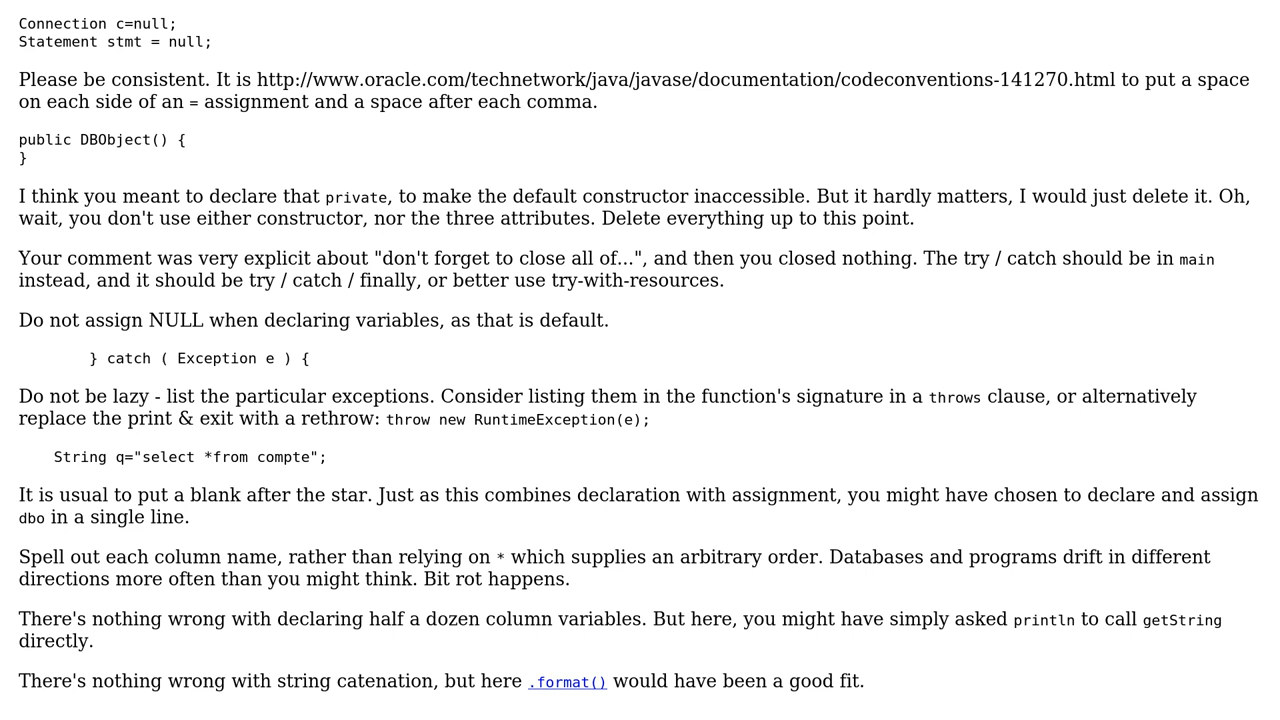 Connection c=null;
Statement stmt = null;
Please be consistent. It is http://www.oracle.com/technetwork/java/javase/documentation/codeconventions-141270.html to put a space
on each side of an = assignment and a space after each comma.
public DBObject() {
}
I think you meant to declare that private, to make the default constructor inaccessible. But it hardly matters, I would just delete it. Oh,
wait, you don't use either constructor, nor the three attributes. Delete everything up to this point.
Your comment was very explicit about "don't forget to close all of...", and then you closed nothing. The try / catch should be in main
instead, and it should be try / catch / finally, or better use try-with-resources.
Do not assign NULL when declaring variables, as that is default.
} catch ( Exception e ) {
Do not be lazy - list the particular exceptions. Consider listing them in the function's signature in a throws clause, or alternatively
replace the print & exit with a rethrow: throw new RuntimeException(e);
String q="select *from compte";
It is usual to put a blank after the star. Just as this combines declaration with assignment, you might have chosen to declare and assign
dbo in a single line.
Spell out each column name, rather than relying on * which supplies an arbitrary order. Databases and programs drift in different
directions more often than you might think. Bit rot happens.
There's nothing wrong with declaring half a dozen column variables. But here, you might have simply asked println to call getString
directly.
There's nothing wrong with string catenation, but here .format() would have been a good fit.